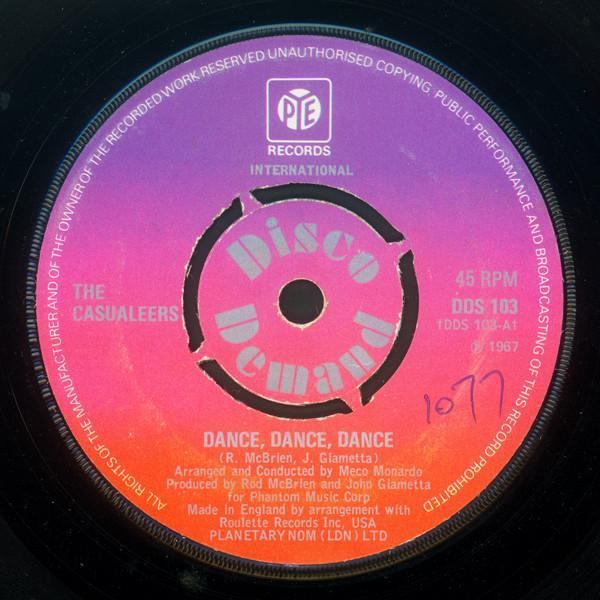 ALL RIGHTS OF THE MANUFACTURER AND OF THE OWNER OF THE RECORDED WORK RESERVED UNAUTHORISED COPYING, PUBLIC PERFORMANCE AND BROADCASTING OF THIS RECORD PROHIBITED
PYE
RECORDS
INTERNATIONAL
Disco
Demand
THE
CASUALEERS
45 RPM
DDS 103
1DDS 103-A1
℗ 1967
1077
DANCE, DANCE, DANCE
(R. McBrien, J. Giametta)
Arranged and Conducted by Meco Monardo
Produced by Rod McBrien and John Giametta
for Phantom Music Corp
Made in England by arrangement with
Roulette Records Inc, USA
PLANETARY NOM (LDN) LTD